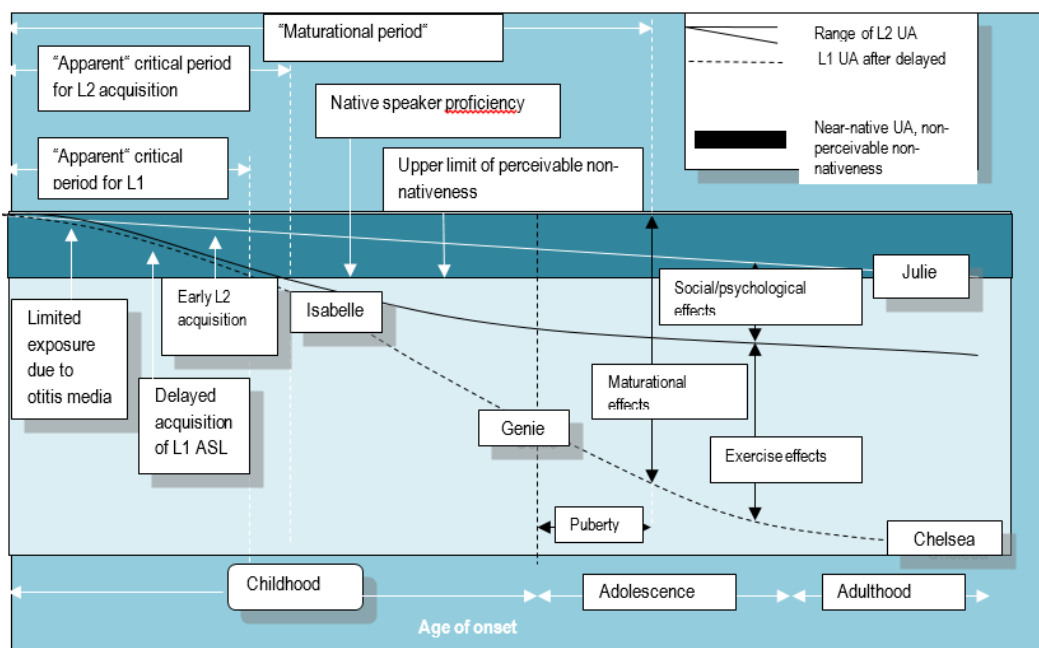 “Maturational period“
“Apparent“ critical period
for L2 acquisition
“Apparent“ critical
period for L1
Native speaker proficiency
Upper limit of perceivable non-
nativeness
Range of L2 UA
L1 UA after delayed
Near-native UA, non-
perceivable non-
nativeness
Limited
exposure
due to
otitis media
Delayed
acquisition
of L1 ASL
Early L2
acquisition
Isabelle
Genie
Social/psychological
effects
Julie
Maturational
effects
Exercise effects
Puberty
Chelsea
Childhood
Adolescence
Adulthood
Age of onset